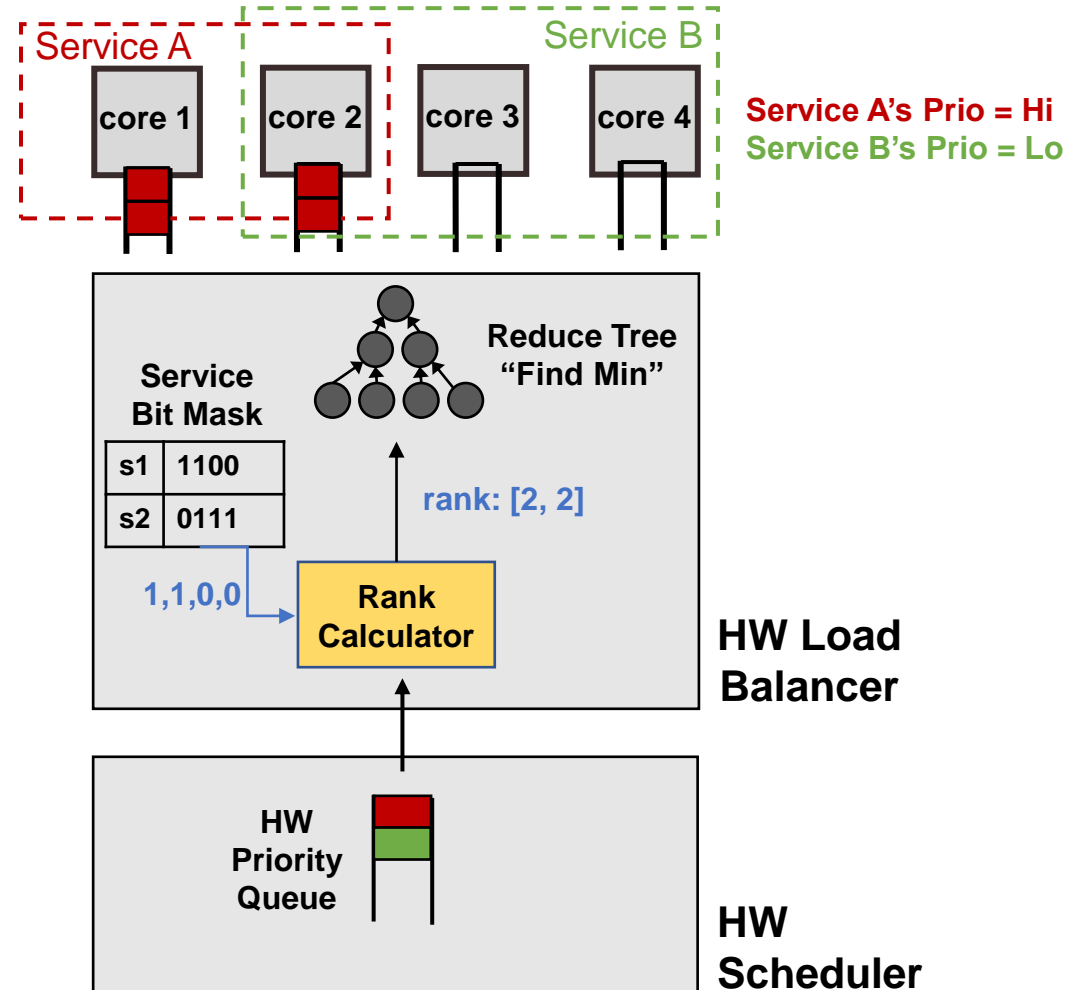 Service A
Service B
core 1
core 2
core 3
core 4
Service A's Prio = Hi
Service B's Prio = Lo
Reduce Tree
“Find Min”
Service
Bit Mask
s1 1100
s2 0111
rank: [2, 2]
1,1,0,0
Rank
Calculator
HW Load
Balancer
HW
Priority
Queue
HW
Scheduler